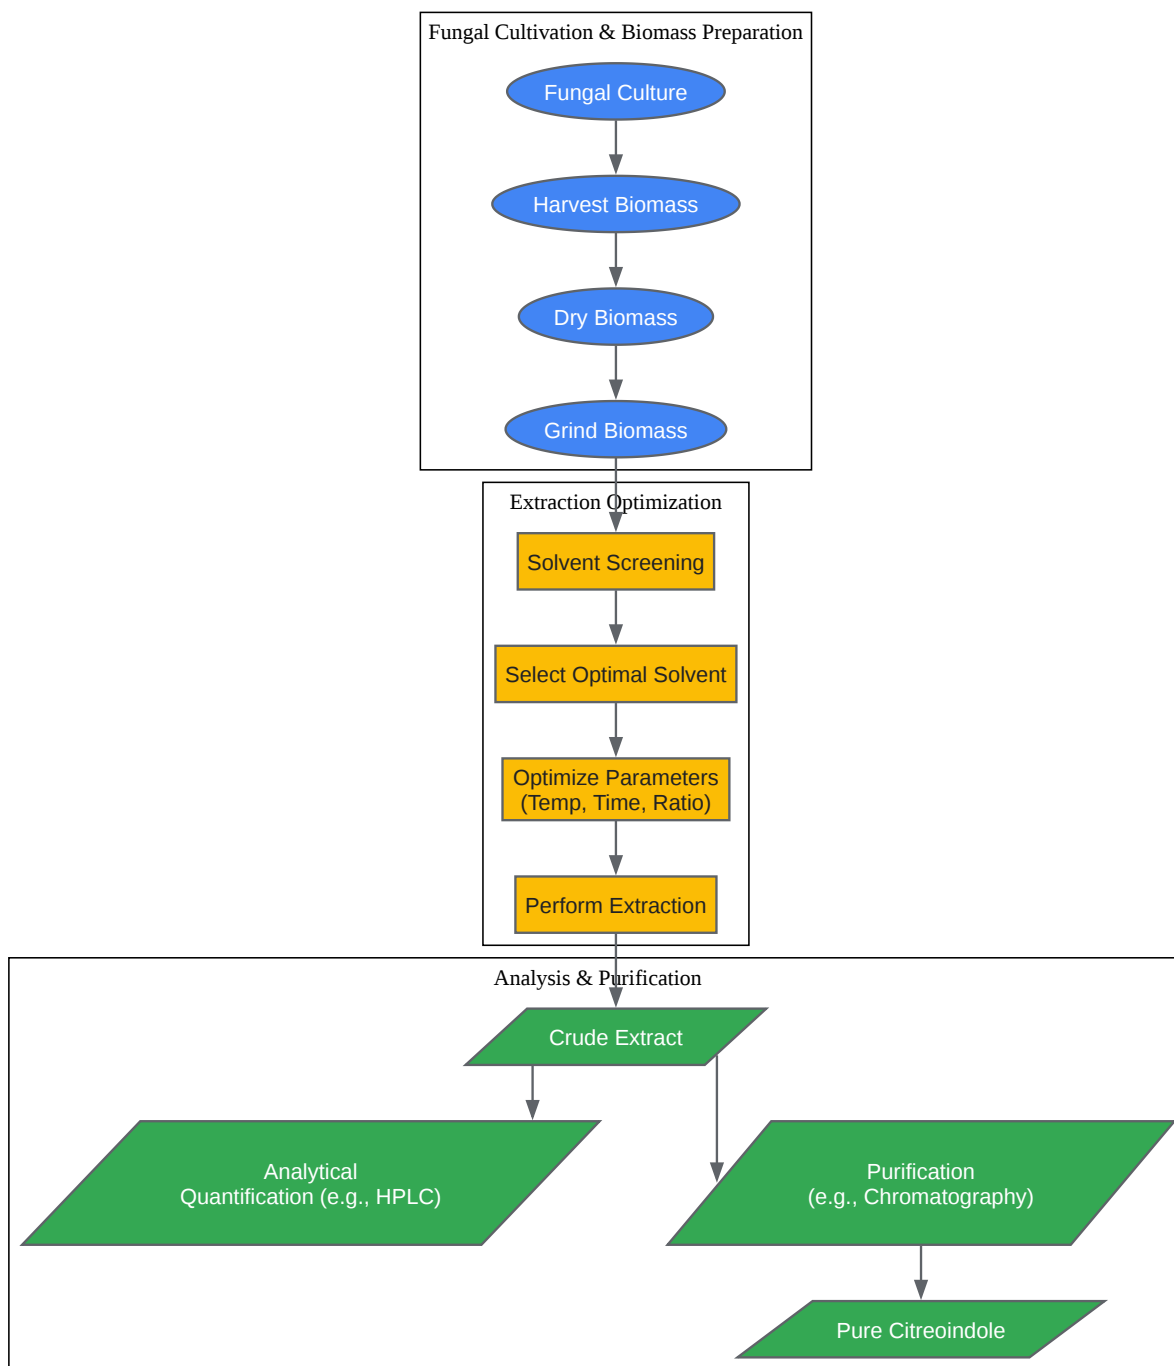 Fungal Cultivation & Biomass Preparation
Fungal Culture
Harvest Biomass
Dry Biomass
Grind Biomass
Extraction Optimization
Solvent Screening
Select Optimal Solvent
Optimize Parameters
(Temp, Time, Ratio)
Perform Extraction
Analysis & Purification
Crude Extract
Analytical
Quantification (e.g., HPLC)
Purification
(e.g., Chromatography)
Pure Citreoindole